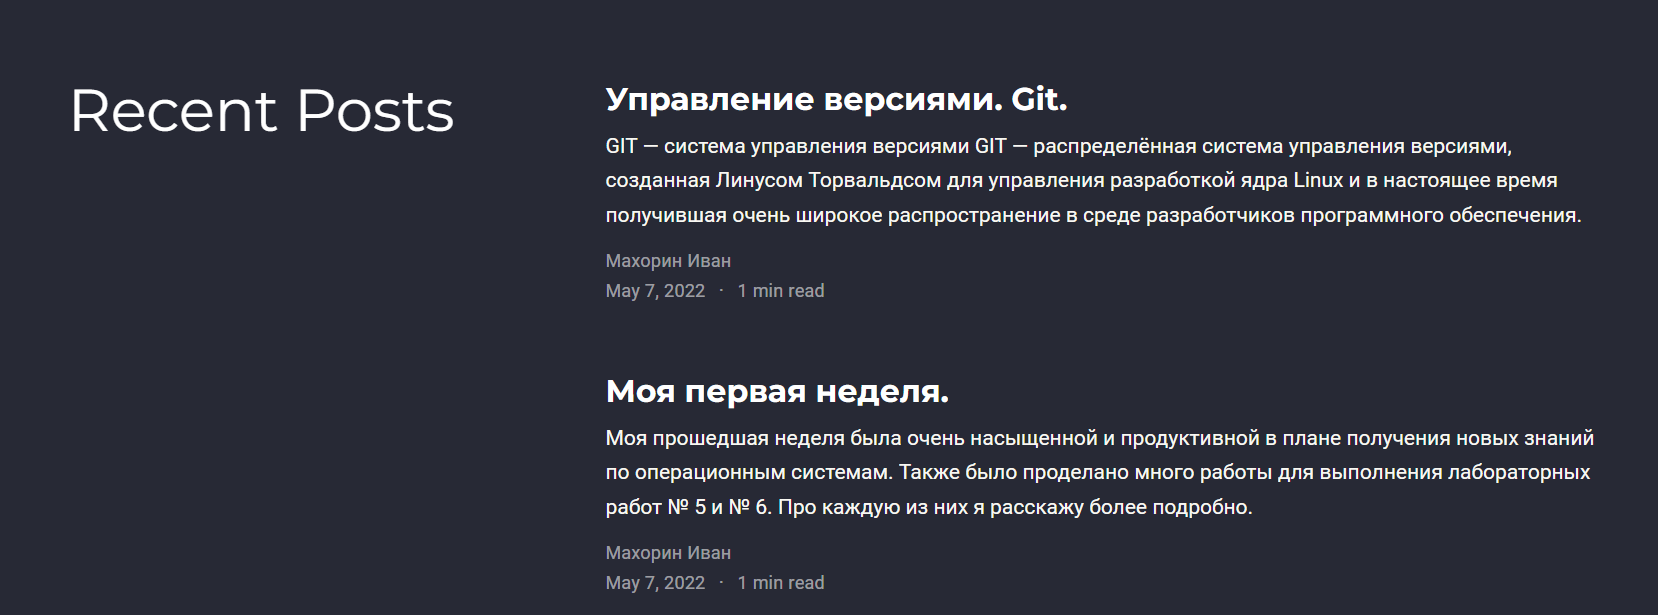 Recent Posts
Управление версиями. Git.
GIT — система управления версиями GIT — распределённая система управления версиями,
созданная Линусом Торвальдсом для управления разработкой ядра Linux и в настоящее время
получившая очень широкое распространение в среде разработчиков программного обеспечения.
Махорин Иван
May 7, 2022 · 1 min read
Моя первая неделя.
Моя прошедшая неделя была очень насыщенной и продуктивной в плане получения новых знаний
по операционным системам. Также было проделано много работы для выполнения лабораторных
работ № 5 и № 6. Про каждую из них я расскажу более подробно.
Махорин Иван
May 7, 2022 · 1 min read